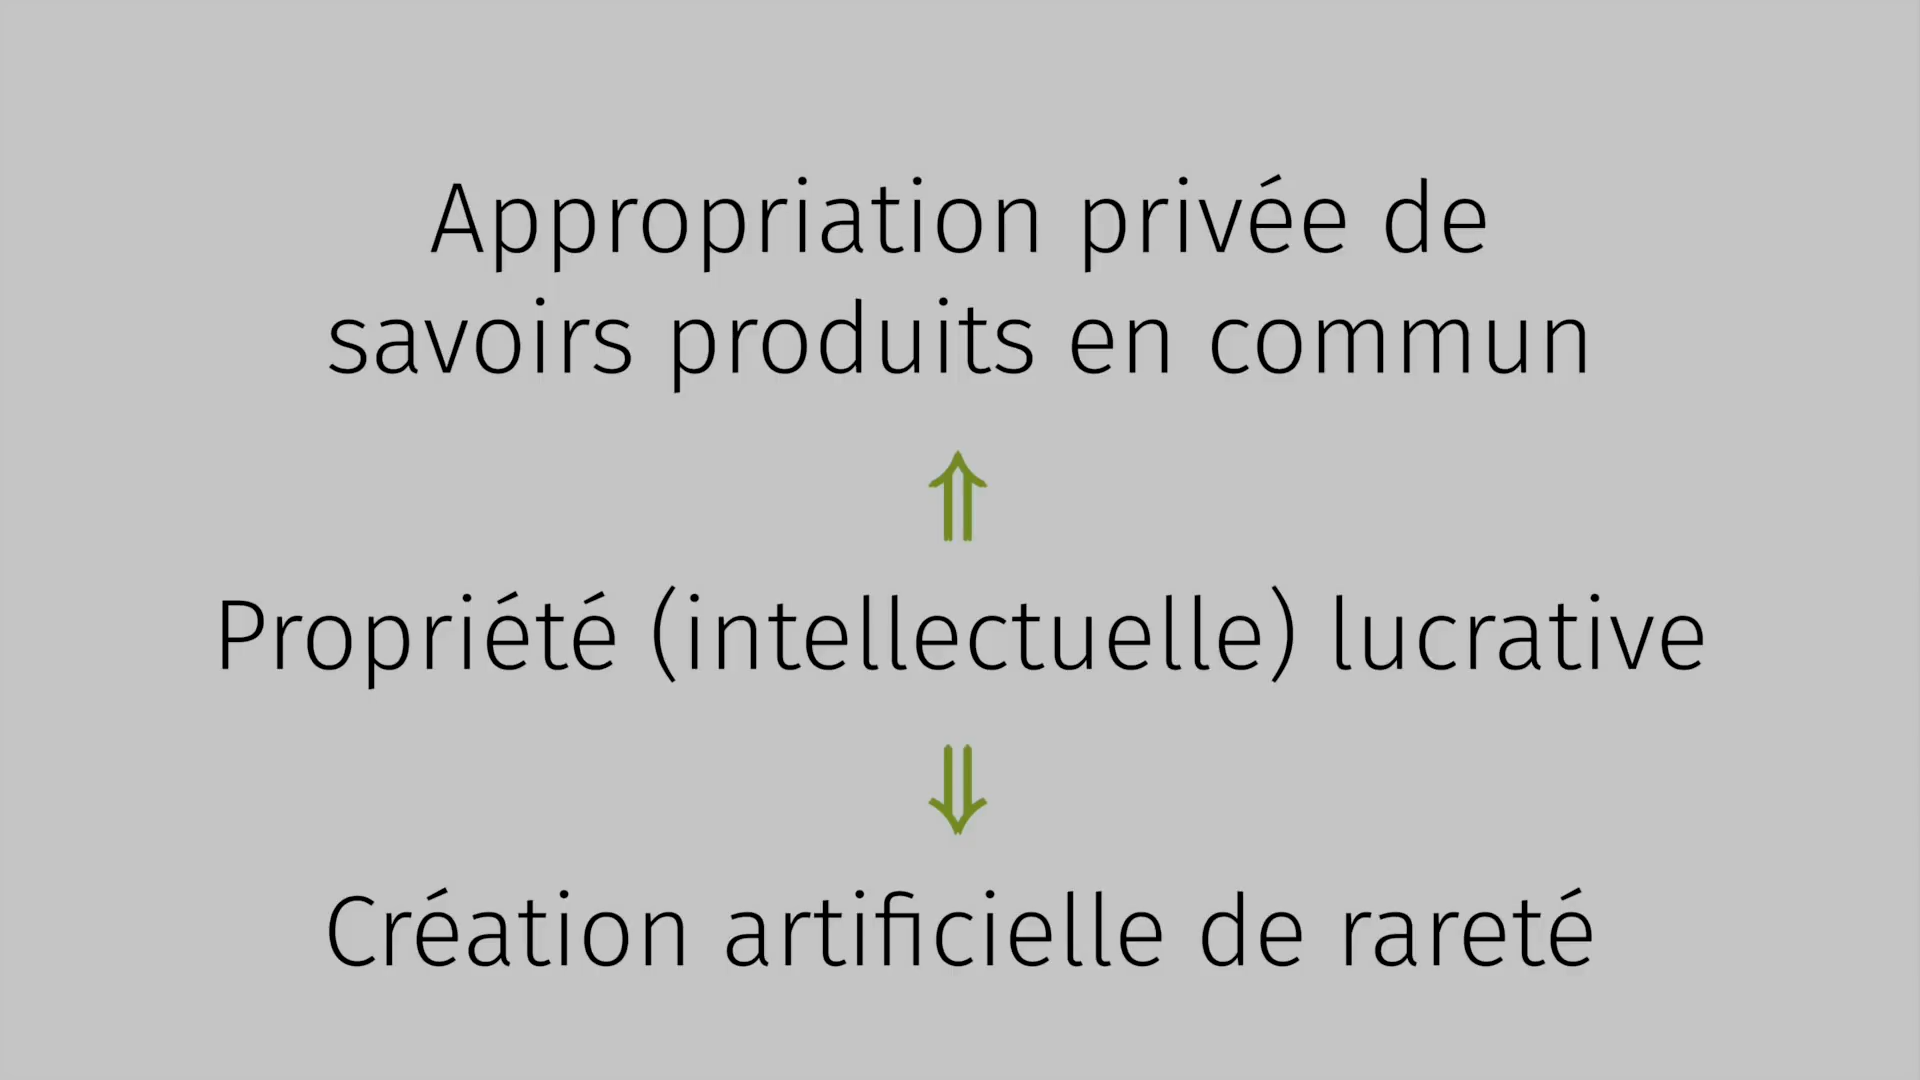 Appropriation privée de
savoirs produits en commun
⇑
Propriété (intellectuelle) lucrative
⇓
Création artificielle de rareté